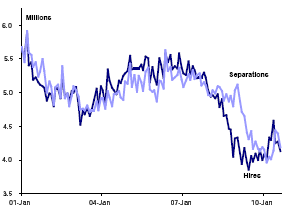 Millions
6.0
5.5
5.0
4.5
4.0
3.5
Separations
Hires
01-Jan
04-Jan
07-Jan
10-Jan